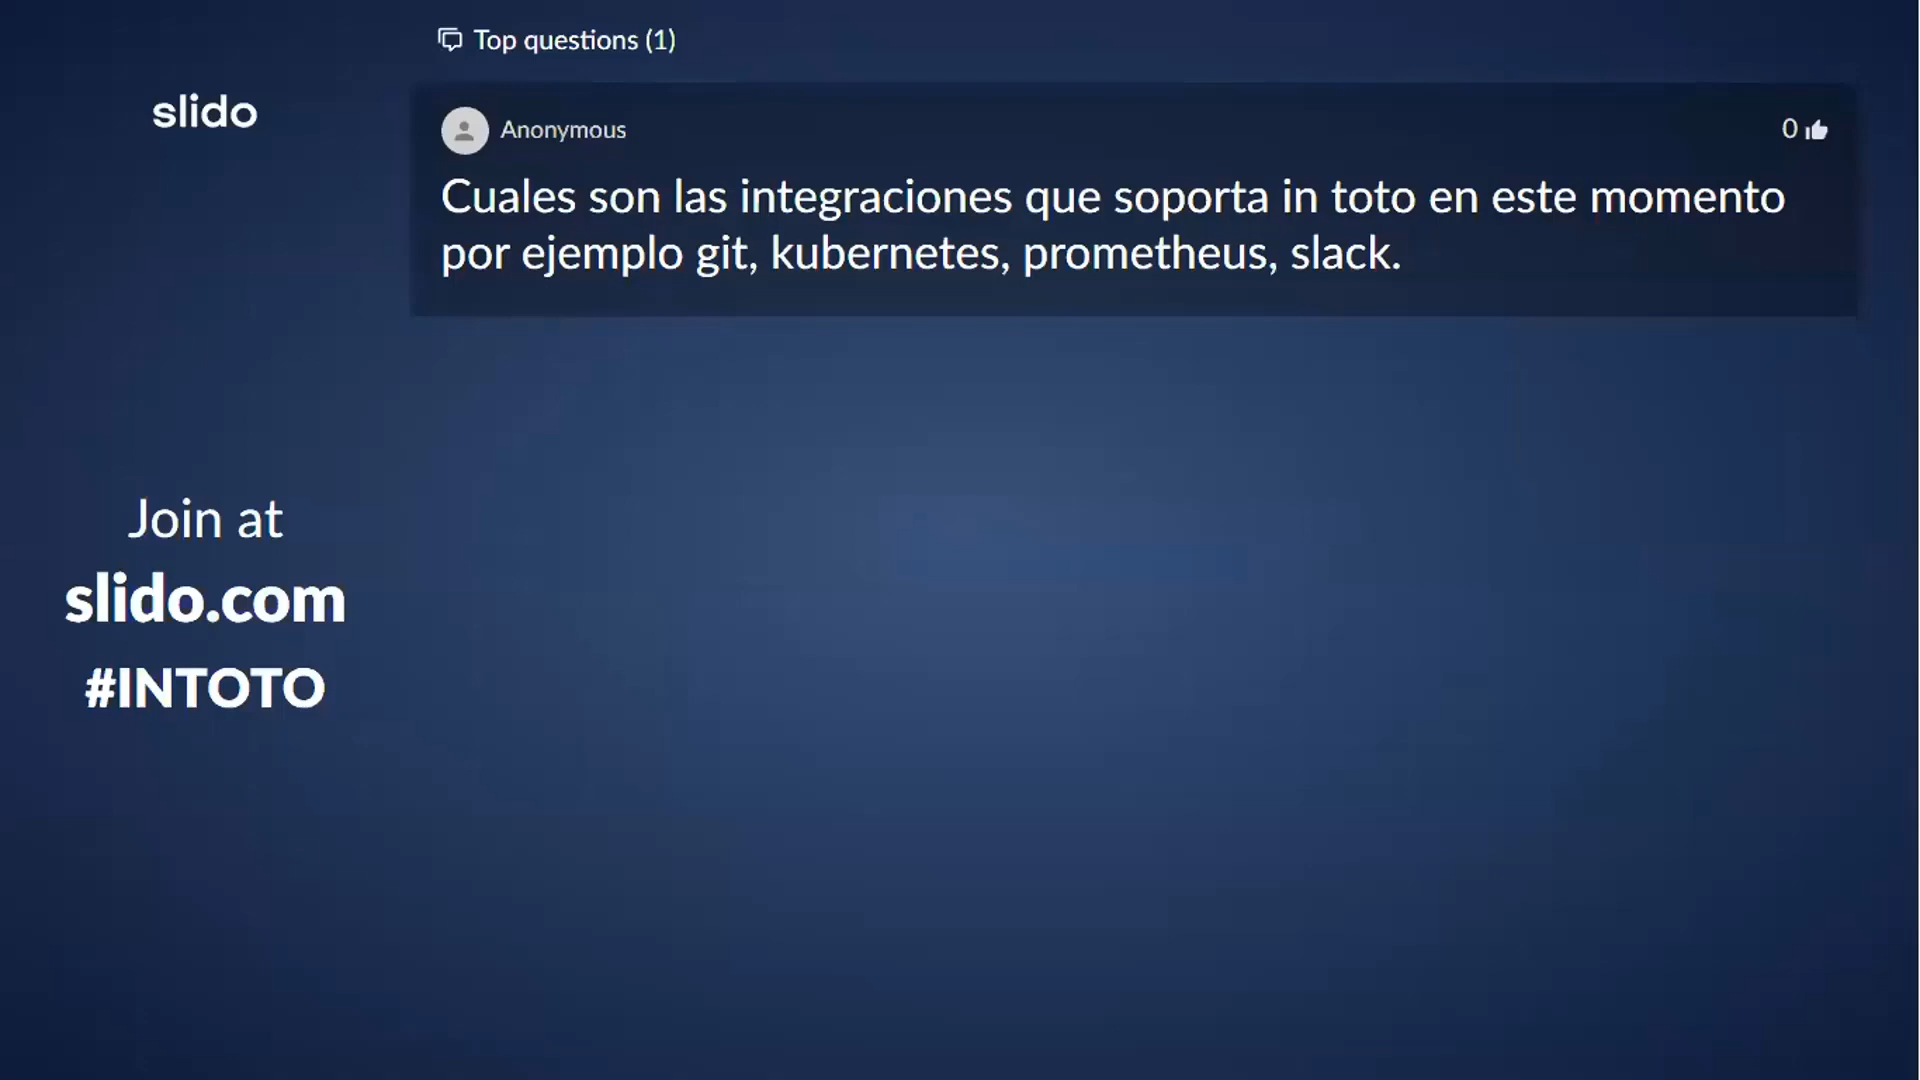 Top questions (1)
slido
Anonymous
0
Cuales son las integraciones que soporta in toto en este momento
por ejemplo git, kubernetes, prometheus, slack.
Join at
slido.com
#INTOTO